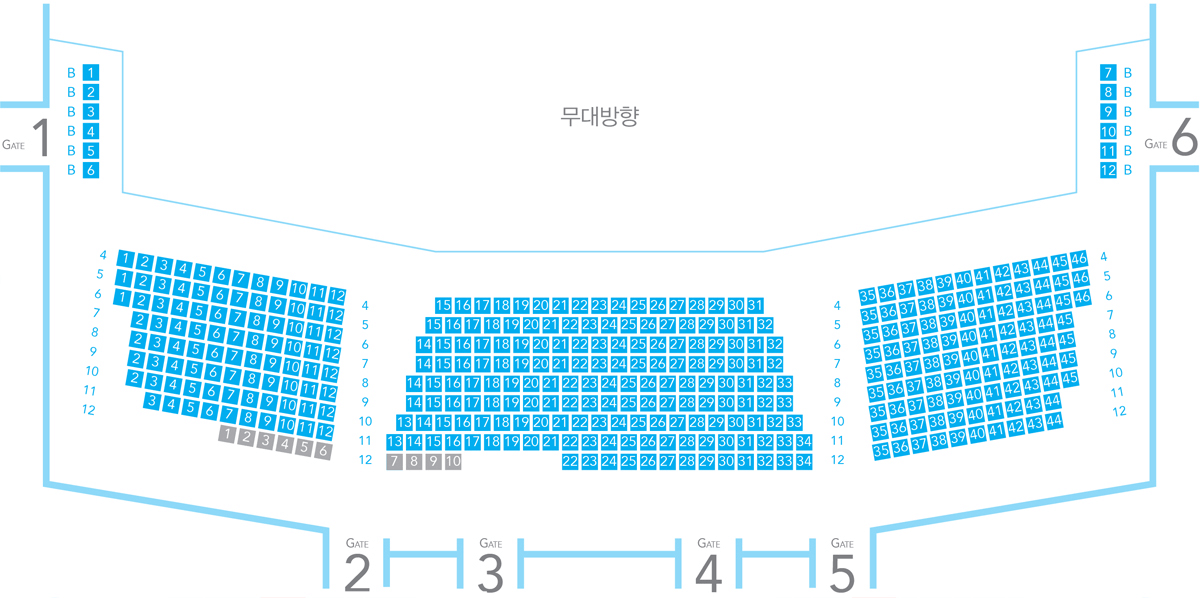 무대방향
B 1
B 2
B 3
B 4
B 5
B 6
GATE 1
7 B
8 B
9 B
10 B
11 B
12 B
GATE 6
4 1 2 3 4 5 6 7 8 9 10 11 12
5 1 2 3 4 5 6 7 8 9 10 11 12
6 1 2 3 4 5 6 7 8 9 10 11 12
7 2 3 4 5 6 7 8 9 10 11 12
8 2 3 4 5 6 7 8 9 10 11 12
9 2 3 4 5 6 7 8 9 10 11 12
10 2 3 4 5 6 7 8 9 10 11 12
11 3 4 5 6 7 8 9 10 11 12
12 1 2 3 4 5 6
4 15 16 17 18 19 20 21 22 23 24 25 26 27 28 29 30 31 4
5 15 16 17 18 19 20 21 22 23 24 25 26 27 28 29 30 31 32 5
6 14 15 16 17 18 19 20 21 22 23 24 25 26 27 28 29 30 31 32 6
7 14 15 16 17 18 19 20 21 22 23 24 25 26 27 28 29 30 31 32 7
8 14 15 16 17 18 19 20 21 22 23 24 25 26 27 28 29 30 31 32 33 8
9 14 15 16 17 18 19 20 21 22 23 24 25 26 27 28 29 30 31 32 33 9
10 13 14 15 16 17 18 19 20 21 22 23 24 25 26 27 28 29 30 31 32 33 10
11 13 14 15 16 17 18 19 20 21 22 23 24 25 26 27 28 29 30 31 32 33 34 11
12 7 8 9 10 22 23 24 25 26 27 28 29 30 31 32 33 34 12
35 36 37 38 39 40 41 42 43 44 45 46 4
35 36 37 38 39 40 41 42 43 44 45 46 5
35 36 37 38 39 40 41 42 43 44 45 46 6
35 36 37 38 39 40 41 42 43 44 45 7
35 36 37 38 39 40 41 42 43 44 45 8
35 36 37 38 39 40 41 42 43 44 45 9
35 36 37 38 39 40 41 42 43 44 45 10
35 36 37 38 39 40 41 42 43 44 11
35 36 37 38 39 40 41 42 43 44 12
GATE 2
GATE 3
GATE 4
GATE 5